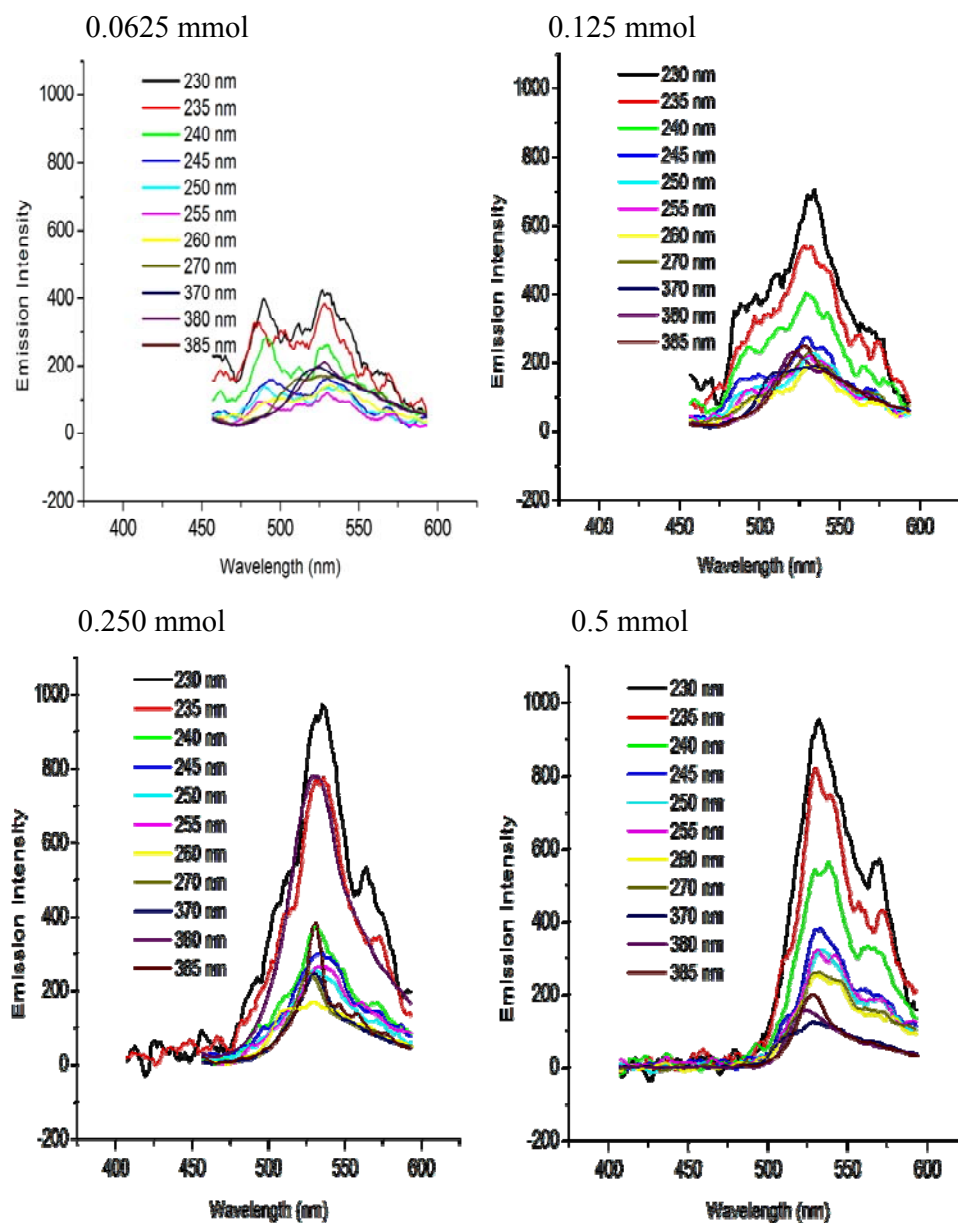 0.0625 mmol
1000
800
600
400
200
0
-200
230 nm
235 nm
240 nm
245 nm
250 nm
255 nm
260 nm
270 nm
370 nm
380 nm
385 nm
Emission Intensity
400
450
500
550
600
Wavelength (nm)
0.125 mmol
1000
800
600
400
200
0
-200
230 nm
235 nm
240 nm
245 nm
250 nm
255 nm
260 nm
270 nm
370 nm
380 nm
385 nm
Emission Intensity
400
450
500
550
600
Wavelength (nm)
0.250 mmol
1000
800
600
400
200
0
-200
230 nm
235 nm
240 nm
245 nm
250 nm
255 nm
260 nm
270 nm
370 nm
380 nm
385 nm
Emission Intensity
400
450
500
550
600
Wavelength (nm)
0.5 mmol
1000
800
600
400
200
0
-200
230 nm
235 nm
240 nm
245 nm
250 nm
255 nm
260 nm
270 nm
370 nm
380 nm
385 nm
Emission Intensity
400
450
500
550
600
Wavelength (nm)